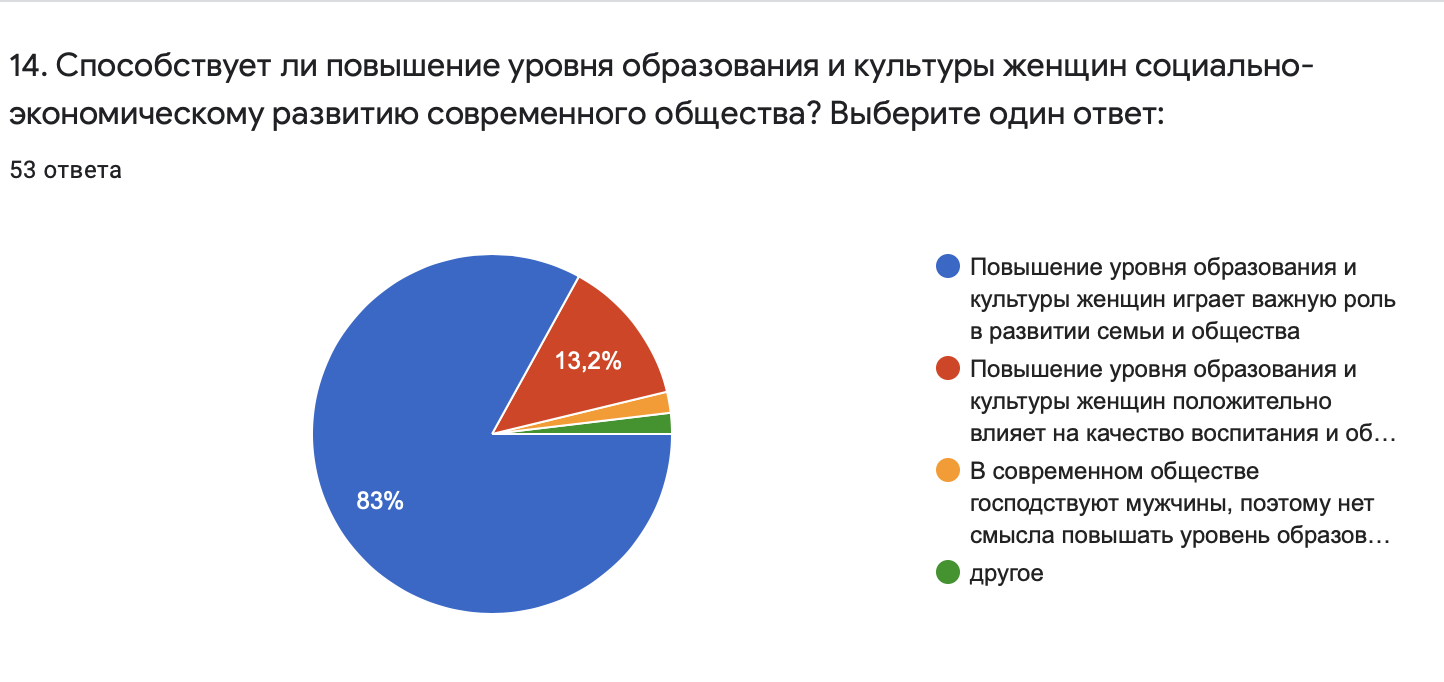 14. Способствует ли повышение уровня образования и культуры женщин социально-
экономическому развитию современного общества? Выберите один ответ:
53 ответа
Повышение уровня образования и
культуры женщин играет важную роль
в развитии семьи и общества
Повышение уровня образования и
культуры женщин положительно
влияет на качество воспитания и об…
В современном обществе
господствуют мужчины, поэтому нет
смысла повышать уровень образов…
другое
13,2%
83%